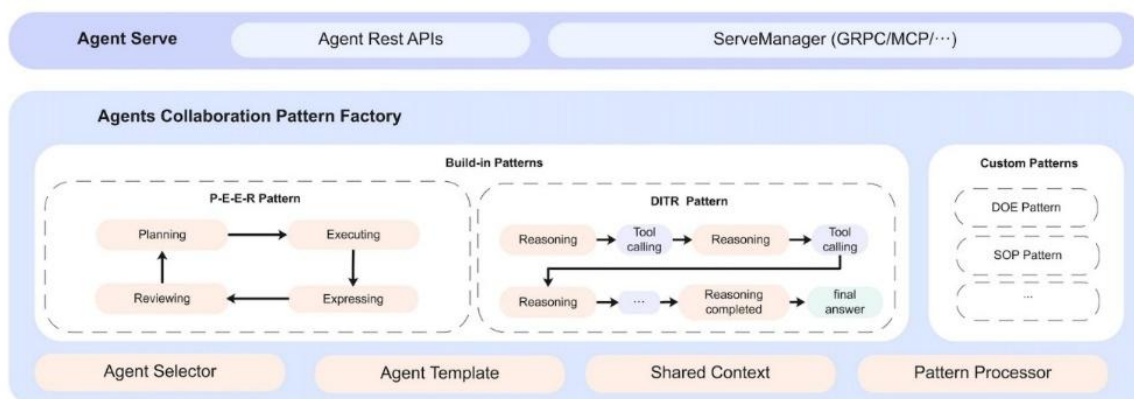 Agent Serve
Agent Rest APIs
ServeManager (GRPC/MCP/···)
Agents Collaboration Pattern Factory
Build-in Patterns
P-E-E-R Pattern
Planning
Executing
Reviewing
Expressing
DITR Pattern
Reasoning
Tool
calling
Reasoning
Tool
calling
Reasoning
···
Reasoning
completed
final
answer
Custom Patterns
DOE Pattern
SOP Pattern
···
Agent Selector
Agent Template
Shared Context
Pattern Processor